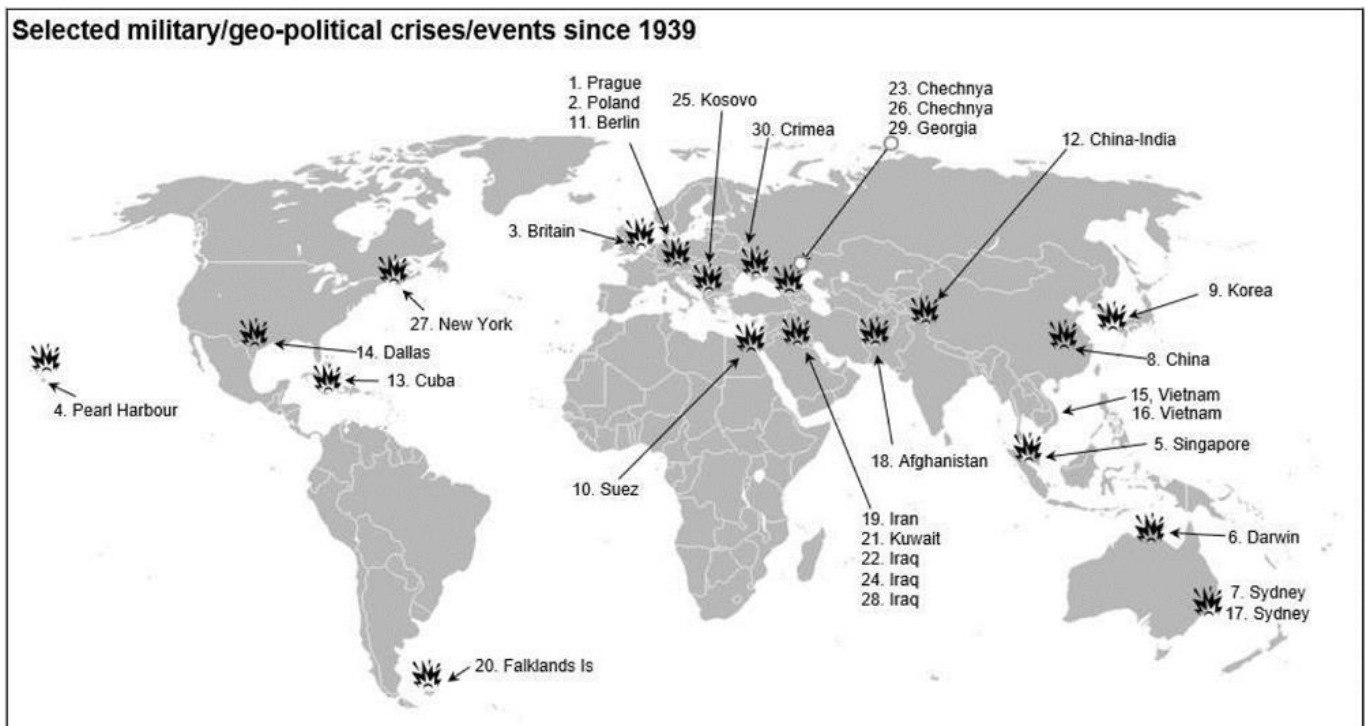 Selected military/geo-political crises/events since 1939
1. Prague
2. Poland
11. Berlin
25. Kosovo
30. Crimea
23. Chechnya
26. Chechnya
29. Georgia
12. China-India
3. Britain
9. Korea
27. New York
14. Dallas
13. Cuba
4. Pearl Harbour
8. China
15, Vietnam
16. Vietnam
5. Singapore
18. Afghanistan
10. Suez
19. Iran
21. Kuwait
22. Iraq
24. Iraq
28. Iraq
6. Darwin
7. Sydney
17. Sydney
20. Falklands Is